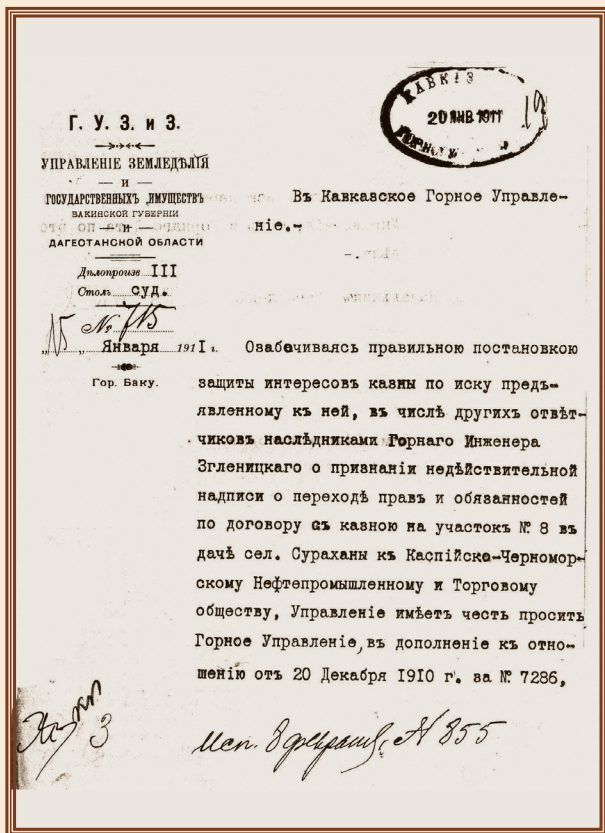 КАВКАЗ
20 ЯНВ 1911
ГОРНОЕ
Г. У. З. и З.
УПРАВЛЕНІЕ ЗЕМЛЕДѢЛІЯ
— И —
ГОСУДАРСТВЕННЫХЪ ИМУЩЕСТВЪ
БАКИНСКОЙ ГУБЕРНІИ
— И —
ДАГЕСТАНСКОЙ ОБЛАСТИ
Дѣлопроизв III
Столъ суд.
№ 715
„15„ Января 1911 г.
Гор. Баку.
Въ Кавказское Горное Управле-
ніе.-
Озабачиваясь правильною постановкою
защиты интересовъ казны по иску предъ-
явленному къ ней, въ числѣ другихъ отвѣт-
чиковъ наслѣдниками Горнаго Инженера
Згленицкаго о признаніи недѣйствительной
надписи о переходѣ правъ и обязанностей
по договору съ казною на участокъ № 8 въ
дачѣ сел. Сураханы къ Каспійско-Черномор-
скому Нефтепромышленному и Торговому
обществу, Управленіе имѣетъ честь просить
Горное Управленіе, въ дополненіе къ отно-
шенію отъ 20 Декабря 1910 г. за № 7286,
3
Исп. 8 февраля, № 855